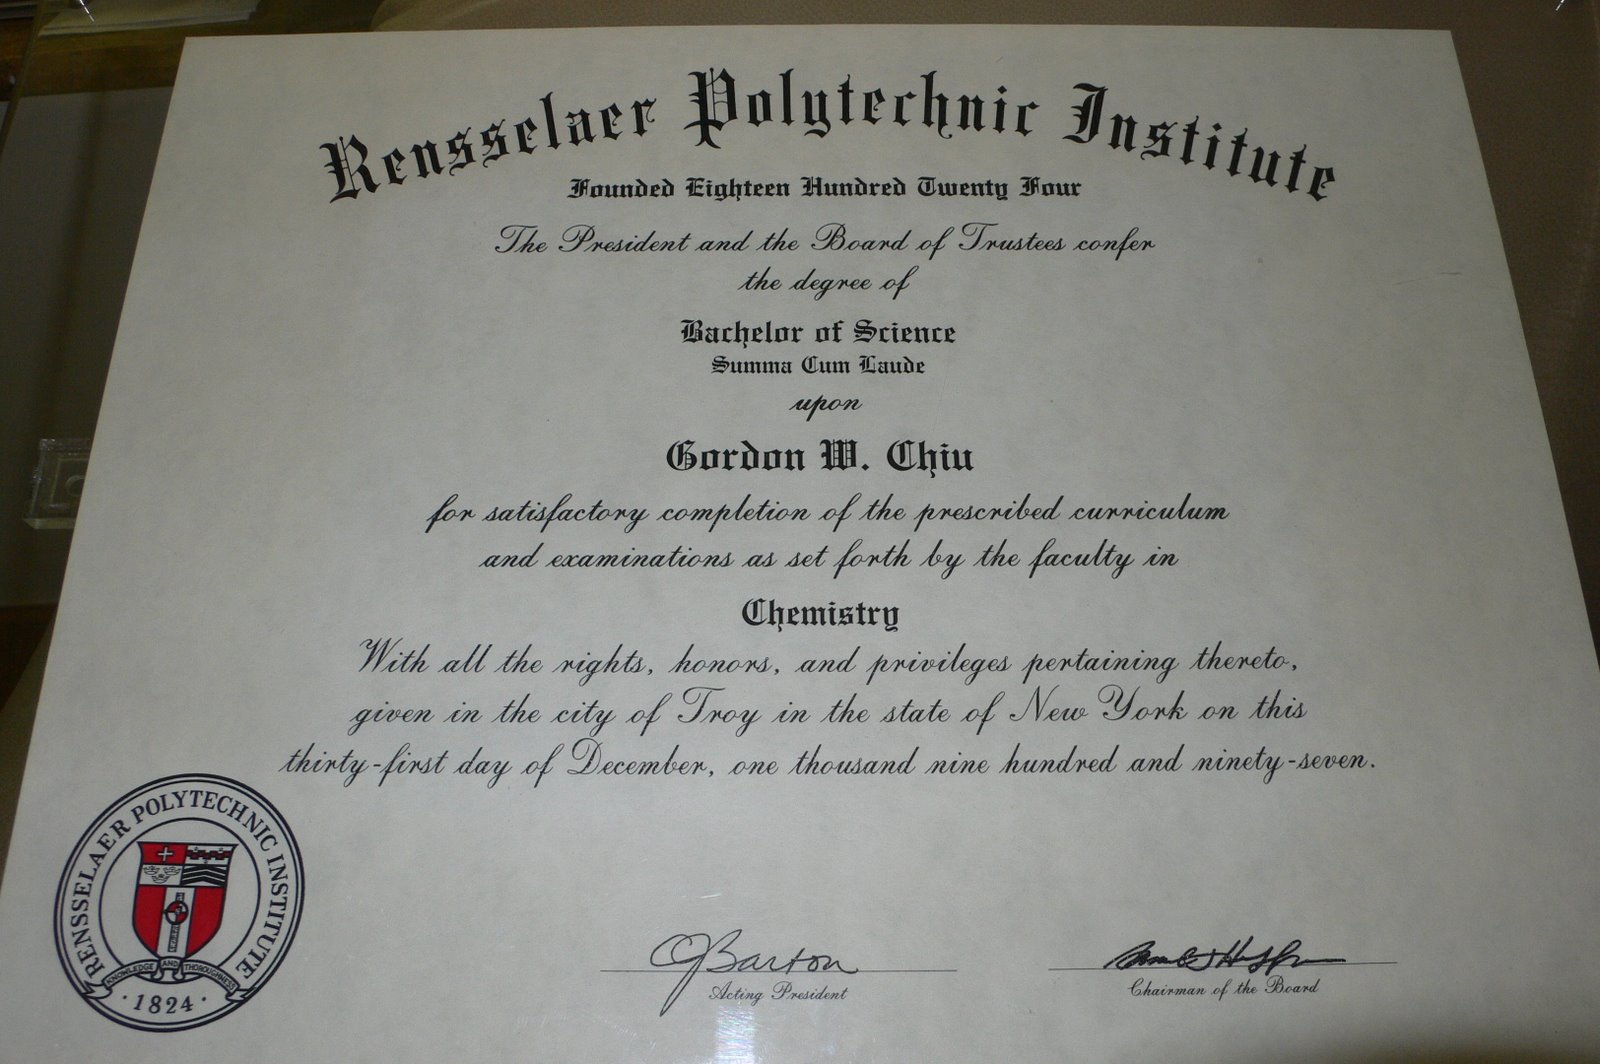 Rensselaer Polytechnic Institute
Founded Eighteen Hundred Twenty Four
The President and the Board of Trustees confer
the degree of
Bachelor of Science
Summa Cum Laude
upon
Gordon W. Chiu
for satisfactory completion of the prescribed curriculum
and examinations as set forth by the faculty in
Chemistry
With all the rights, honors, and privileges pertaining thereto,
given in the city of Troy in the state of New York on this
thirty-first day of December, one thousand nine hundred and ninety-seven.
RENSSELAER POLYTECHNIC INSTITUTE
KNOWLEDGE AND THOROUGHNESS
· 1824 ·
CJBarton
Acting President
Chairman of the Board